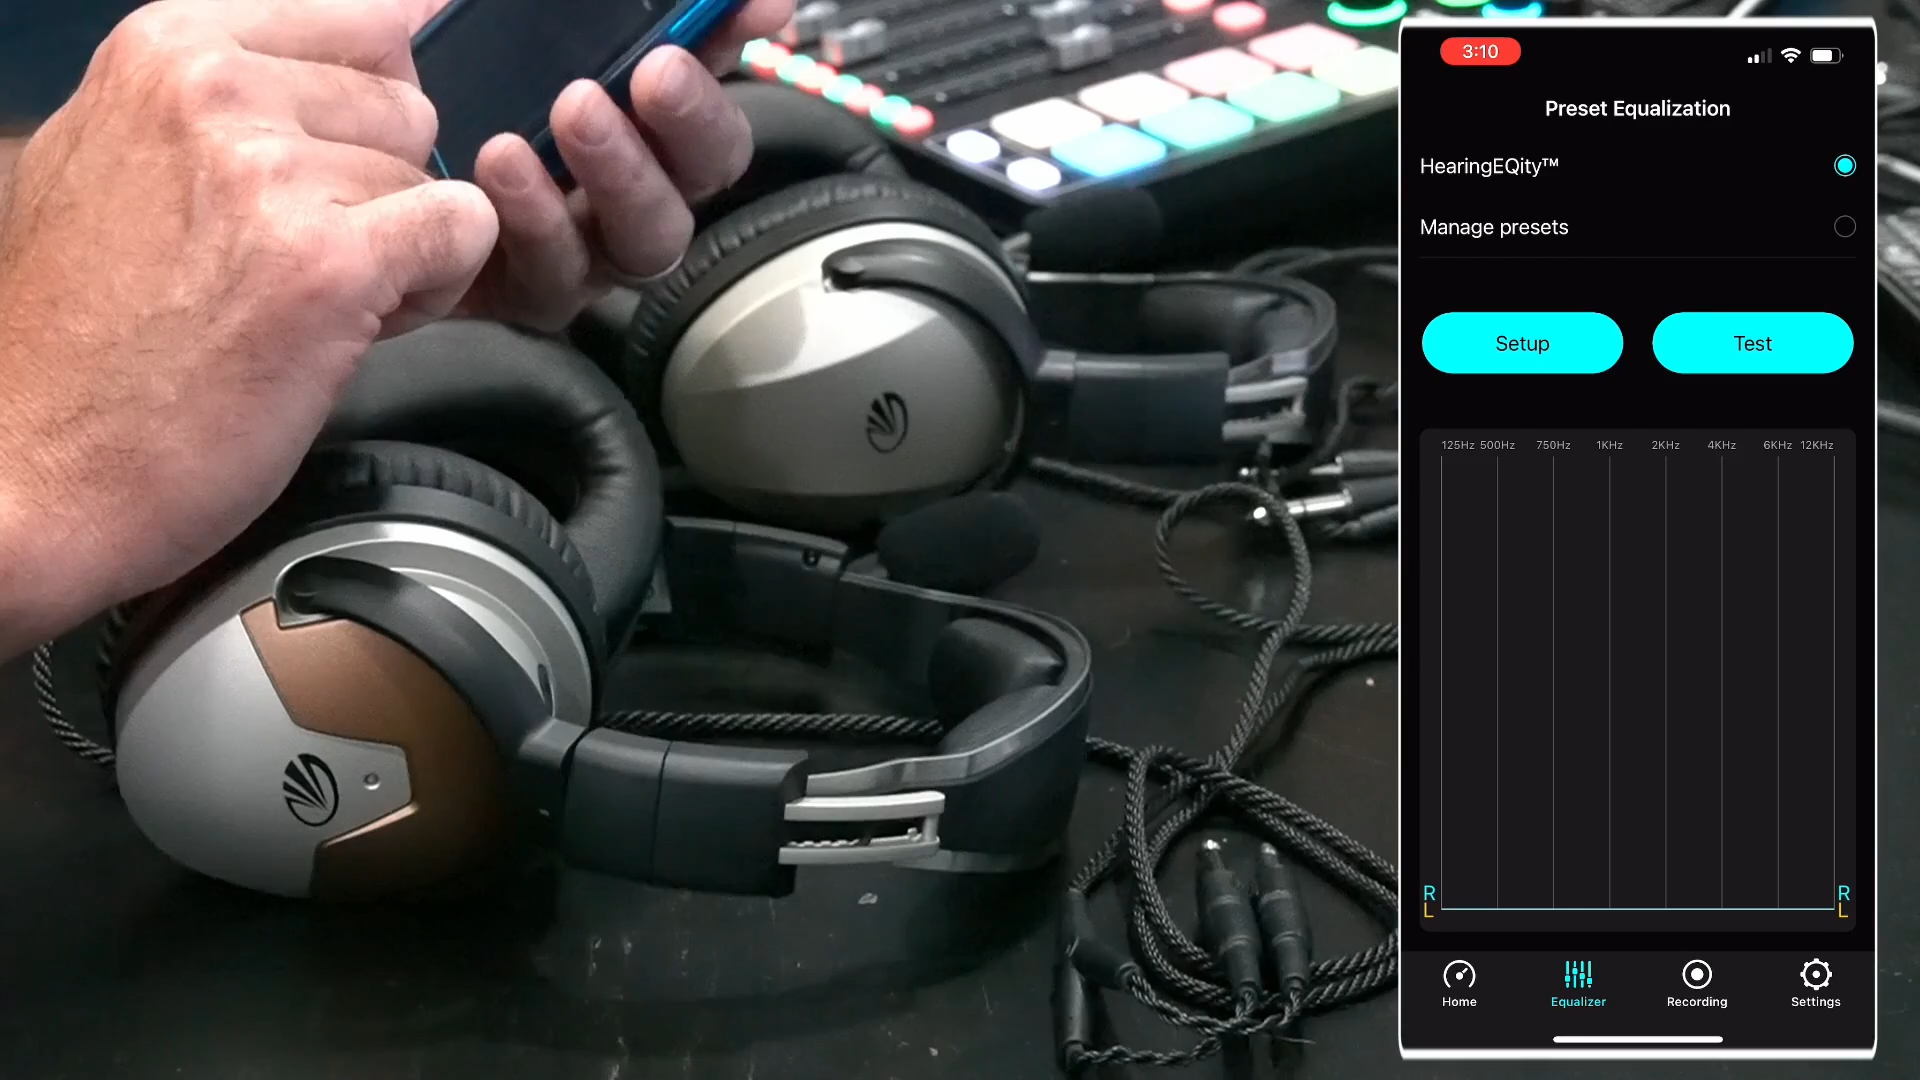 3:10
Preset Equalization
HearingEQity™
Manage presets
Setup Test
125Hz 500Hz 750Hz 1KHz 2KHz 4KHz 6KHz 12KHz
R R
L L
Home Equalizer Recording Settings